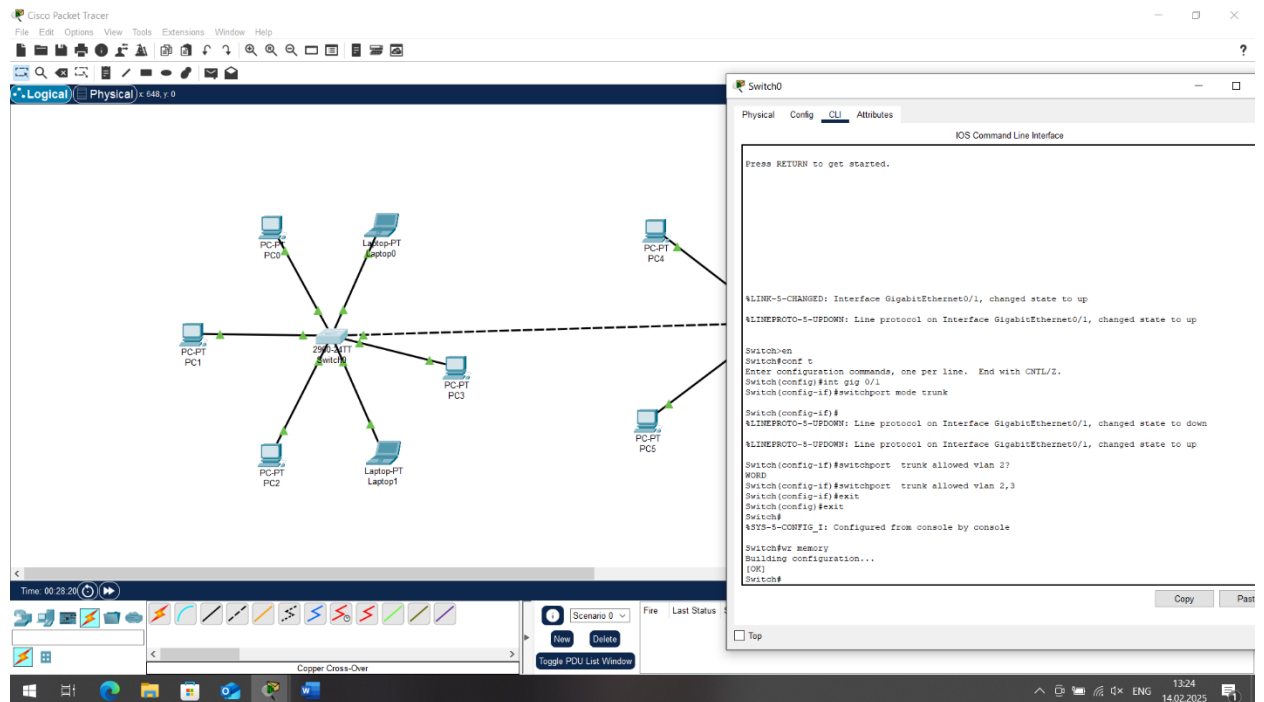 Cisco Packet Tracer
File Edit Options View Tools Extensions Window Help
?
Logical Physical x: 648, y: 0
PC-PT
PC0
Laptop-PT
Laptop0
PC-PT
PC1
2960-24TT
Switch0
PC-PT
PC3
PC-PT
PC2
Laptop-PT
Laptop1
PC-PT
PC4
PC-PT
PC5
Switch0
Physical Config CLI Attributes
IOS Command Line Interface
Press RETURN to get started.
%LINK-5-CHANGED: Interface GigabitEthernet0/1, changed state to up
%LINEPROTO-5-UPDOWN: Line protocol on Interface GigabitEthernet0/1, changed state to up
Switch>en
Switch#conf t
Enter configuration commands, one per line. End with CNTL/Z.
Switch(config)#int gig 0/1
Switch(config-if)#switchport mode trunk
Switch(config-if)#
%LINEPROTO-5-UPDOWN: Line protocol on Interface GigabitEthernet0/1, changed state to down
%LINEPROTO-5-UPDOWN: Line protocol on Interface GigabitEthernet0/1, changed state to up
Switch(config-if)#switchport trunk allowed vlan 2?
WORD
Switch(config-if)#switchport trunk allowed vlan 2,3
Switch(config-if)#exit
Switch(config)#exit
Switch#
%SYS-5-CONFIG_I: Configured from console by console
Switch#wr memory
Building configuration...
[OK]
Switch#
Copy Past
Top
Time: 00:28:20
Scenario 0
New Delete
Toggle PDU List Window
Fire Last Status
Copper Cross-Over
ENG
13:24
14.02.2025